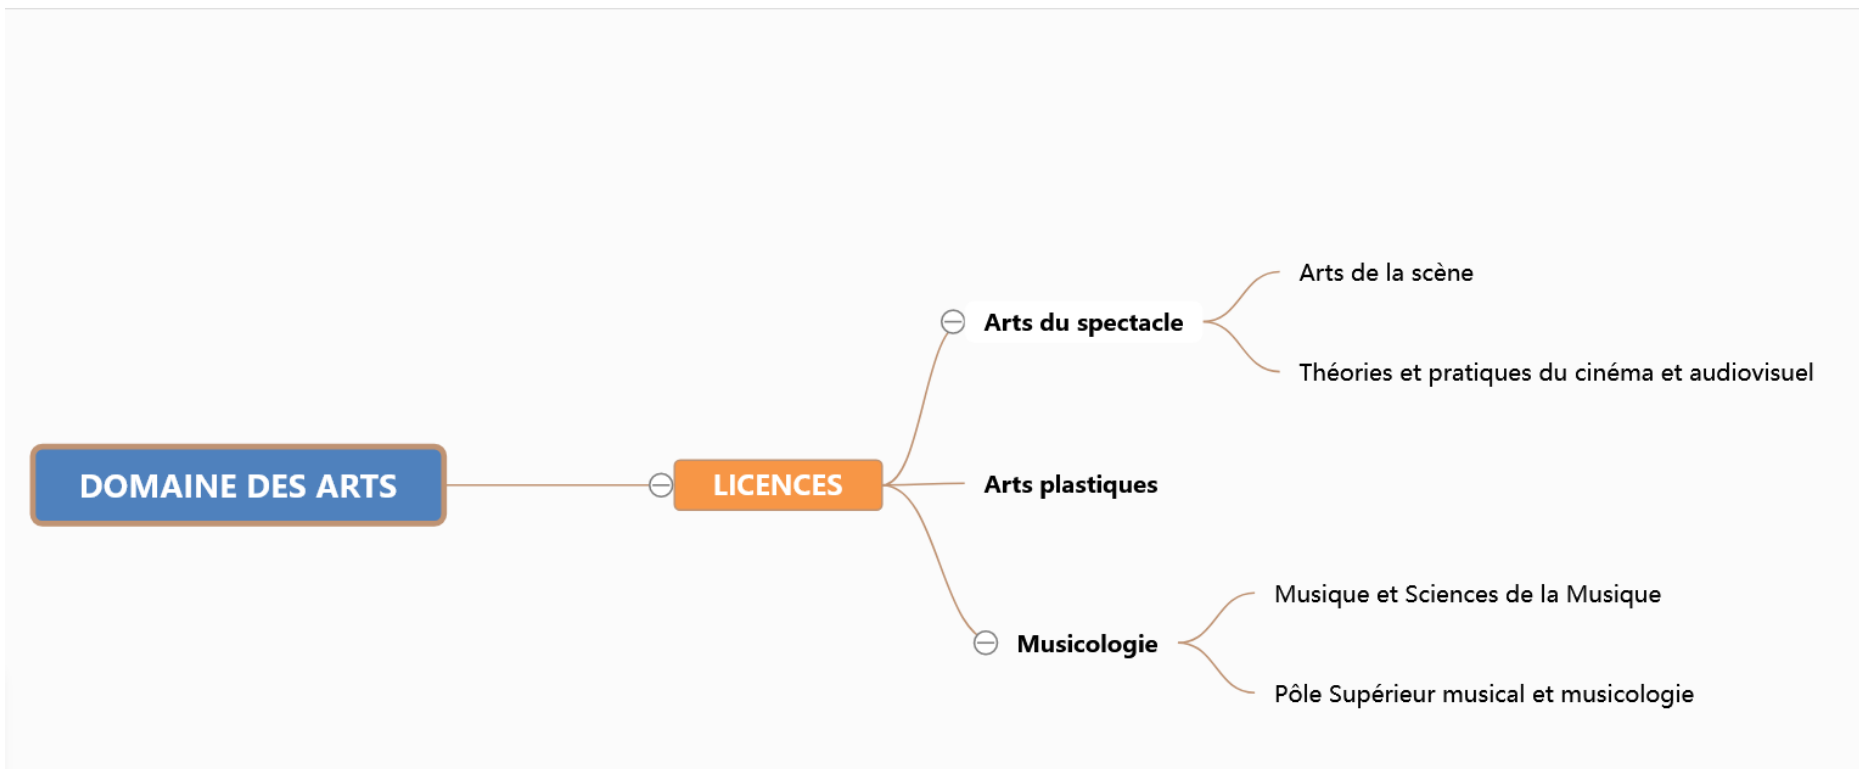 DOMAINE DES ARTS
LICENCES
Arts du spectacle
Arts de la scène
Théories et pratiques du cinéma et audiovisuel
Arts plastiques
Musicologie
Musique et Sciences de la Musique
Pôle Supérieur musical et musicologie